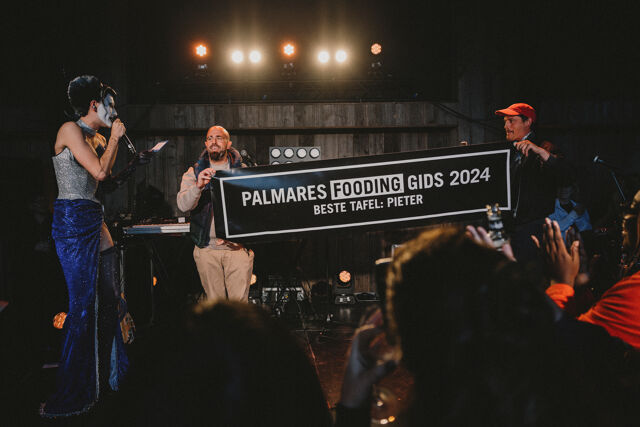 PALMARES FOODING GIDS 2024
BESTE TAFEL: PIETER